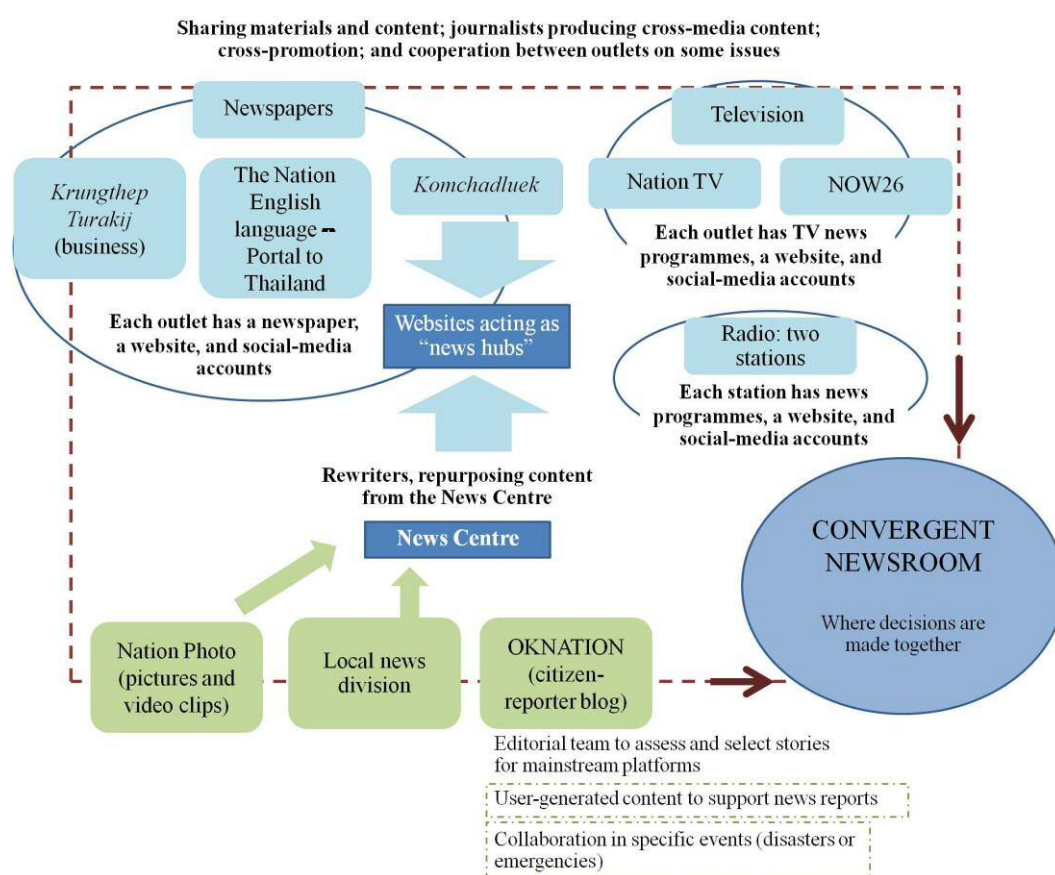 Sharing materials and content; journalists producing cross-media content;
cross-promotion; and cooperation between outlets on some issues
Newspapers
Krungthep
Turakij
(business)
The Nation
English
language –
Portal to
Thailand
Komchadluek
Each outlet has a newspaper,
a website, and social-media
accounts
Websites acting as
“news hubs”
Television
Nation TV
NOW26
Each outlet has TV news
programmes, a website, and
social-media accounts
Radio: two
stations
Each station has news
programmes, a website, and
social-media accounts
Rewriters, repurposing content
from the News Centre
News Centre
CONVERGENT
NEWSROOM
Where decisions are
made together
Nation Photo
(pictures and
video clips)
Local news
division
OKNATION
(citizen-
reporter blog)
Editorial team to assess and select stories
for mainstream platforms
User-generated content to support news reports
Collaboration in specific events (disasters or
emergencies)